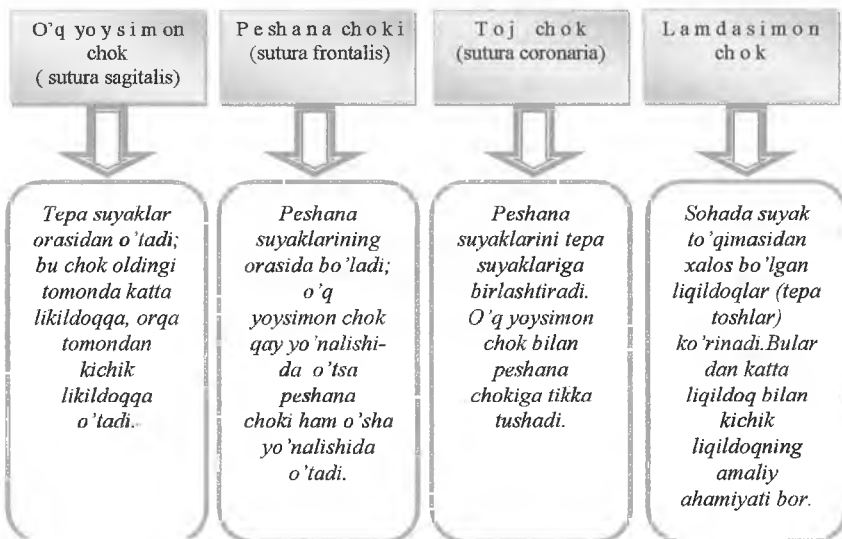 O'q yoysimon
chok
( sutura sagitalis)
Peshana choki
(sutura frontalis)
Toj chok
(sutura coronaria)
Lamdasimon
chok
Tepa suyaklar
orasidan o'tadi;
bu chok oldingi
tomonda katta
likildoqqa, orqa
tomondan
kichik
likildoqqa
o'tadi.
Peshana
suyaklarining
orasida bo'ladi;
o'q
yoysimon chok
qay yo'nalishi-
da o'tsa
peshana
choki ham o'sha
yo'nalishida
o'tadi.
Peshana
suyaklarini tepa
suyaklariga
birlashtiradi.
O'q yoysimon
chok bilan
peshana
chokiga tikka
tushadi.
Sohada suyak
to'qimasidan
xalos bo'lgan
liqildoqlar (tepa
toshlar)
ko'rinadi.Bular
dan katta
liqildoq bilan
kichik
liqildoqning
amaliy
ahamiyati bor.